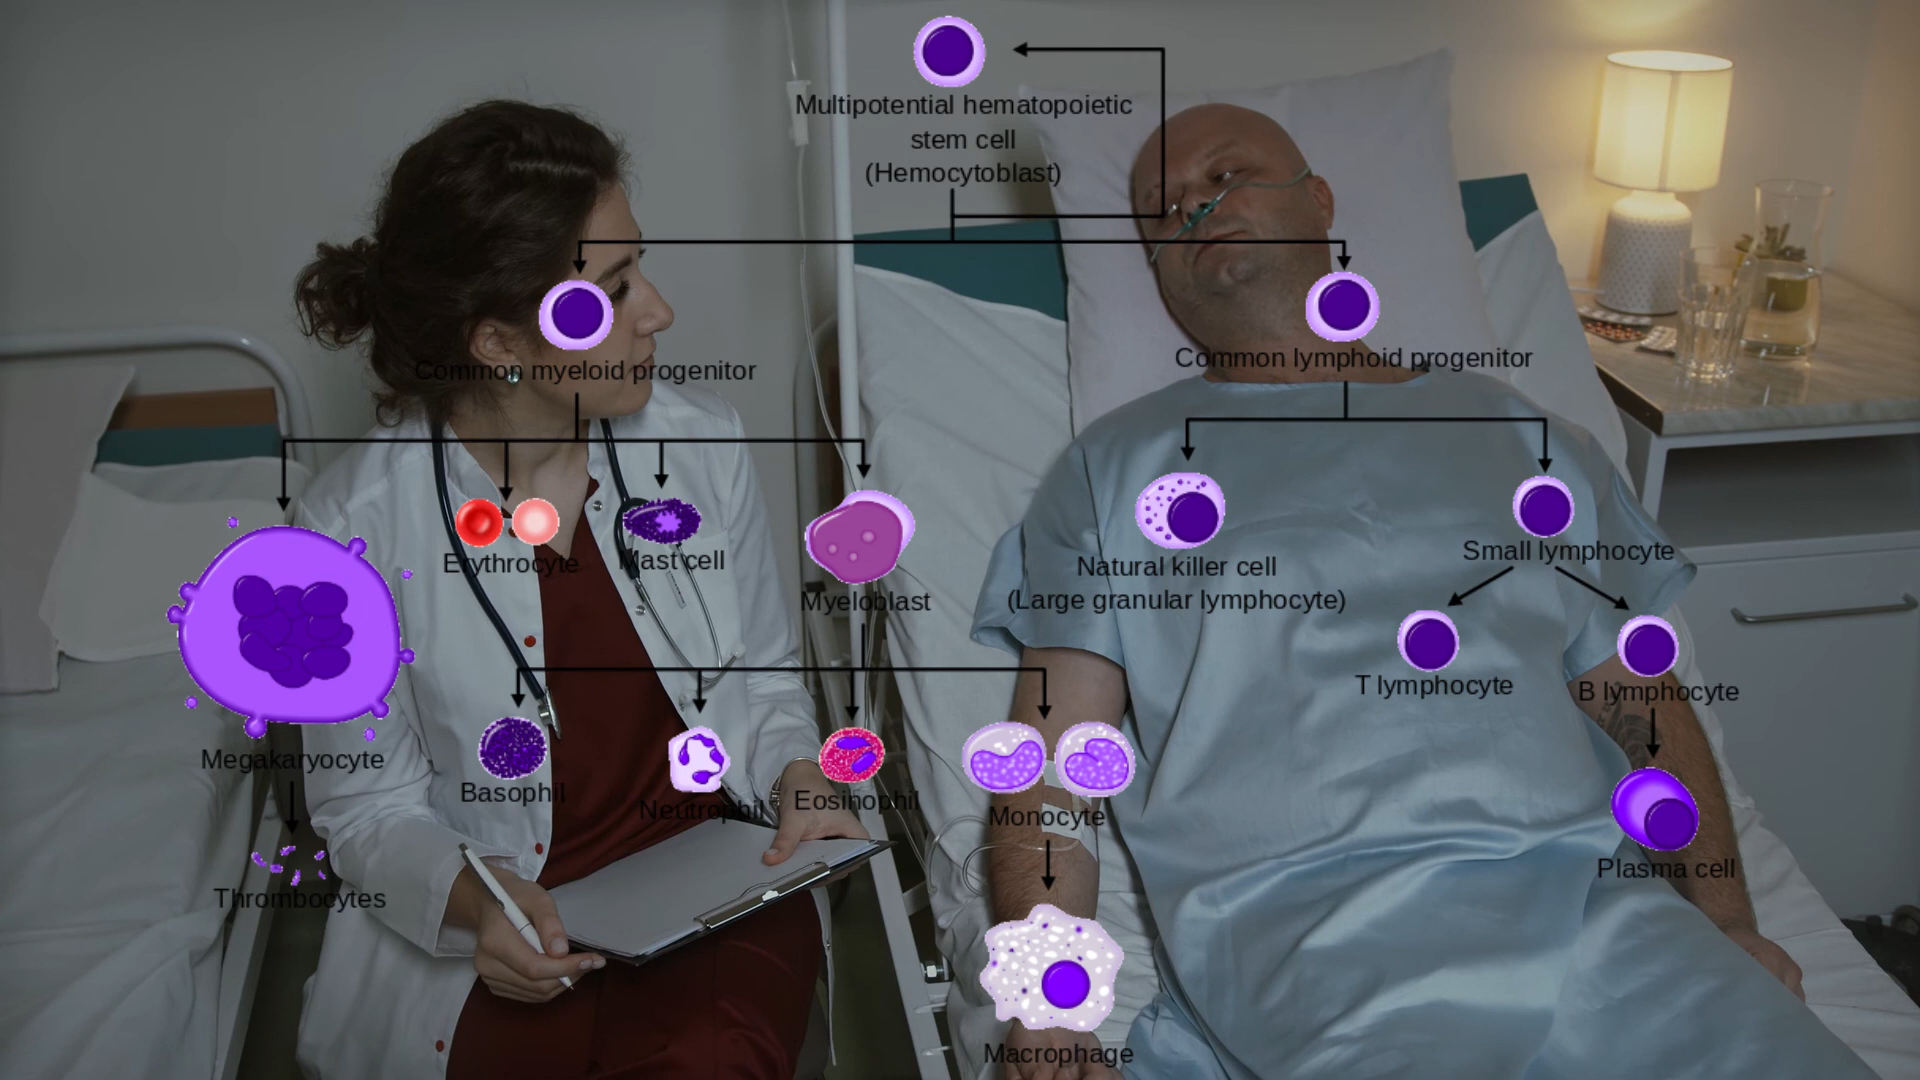 Multipotential hematopoietic
stem cell
(Hemocytoblast)
Common myeloid progenitor
Common lymphoid progenitor
Erythrocyte
Mast cell
Myeloblast
Natural killer cell
(Large granular lymphocyte)
Small lymphocyte
T lymphocyte
B lymphocyte
Megakaryocyte
Basophil
Neutrophil
Eosinophil
Monocyte
Plasma cell
Thrombocytes
Macrophage